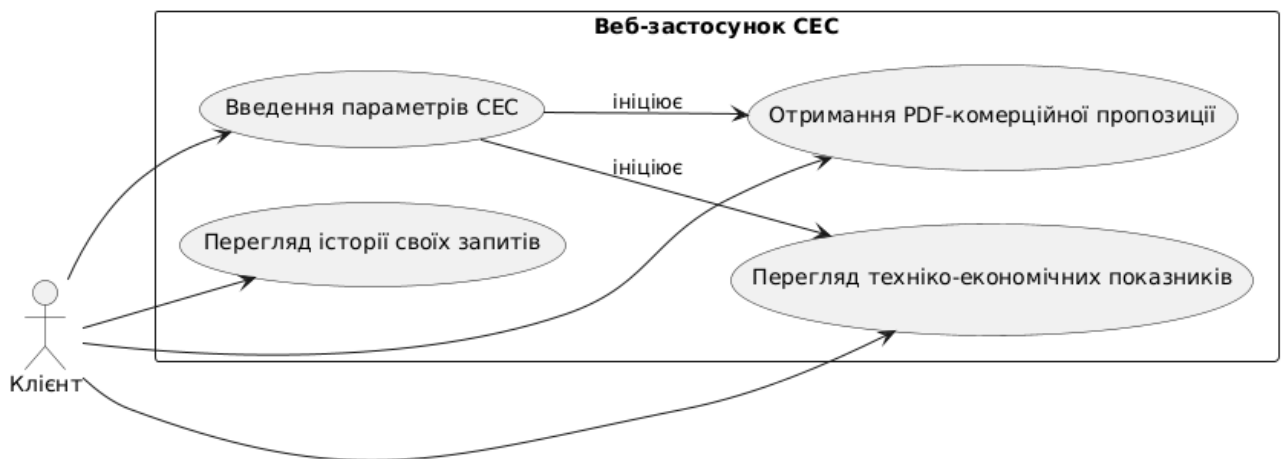 Веб-застосунок СЕС
Введення параметрів СЕС
ініціює
Отримання PDF-комерційної пропозиції
ініціює
Перегляд історії своїх запитів
Перегляд техніко-економічних показників
Клієнт